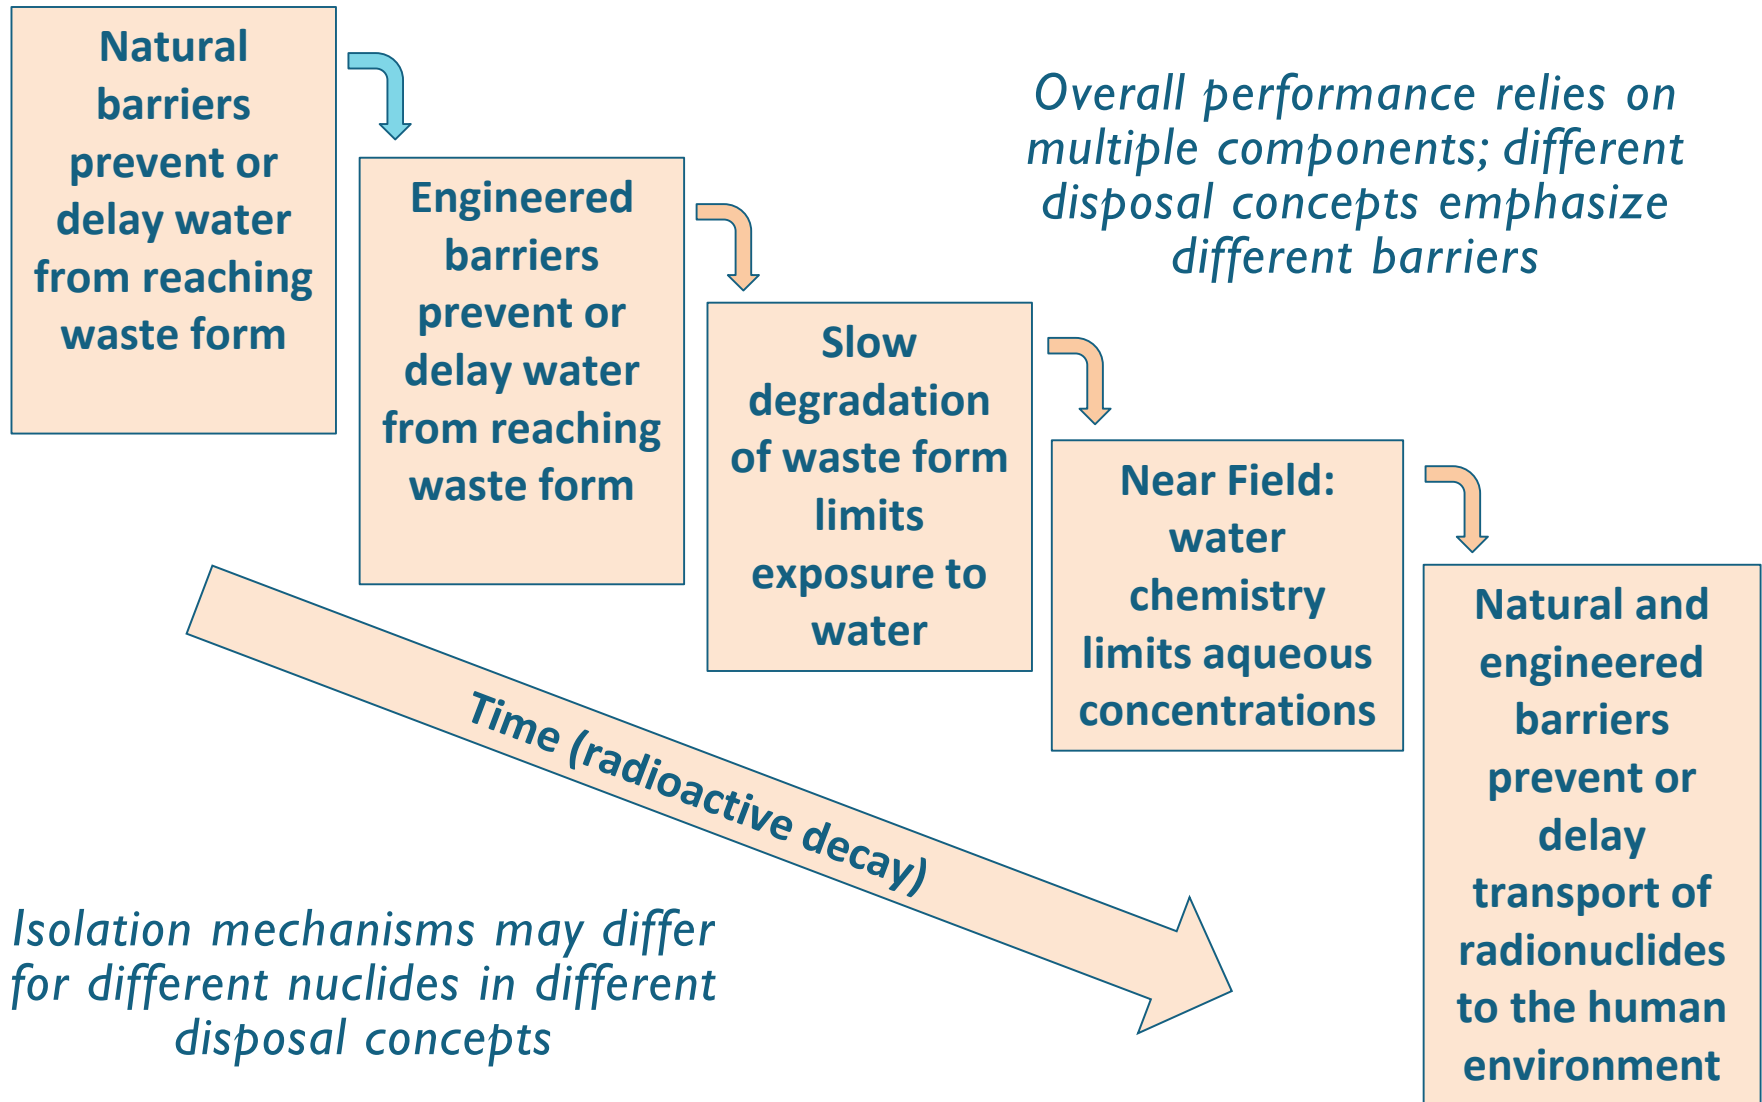 Natural
barriers
prevent or
delay water
from reaching
waste form
Engineered
barriers
prevent or
delay water
from reaching
waste form
Overall performance relies on
multiple components; different
disposal concepts emphasize
different barriers
Slow
degradation
of waste form
limits
exposure to
water
Near Field:
water
chemistry
limits aqueous
concentrations
Natural and
engineered
barriers
prevent or
delay
transport of
radionuclides
to the human
environment
Time (radioactive decay)
Isolation mechanisms may differ
for different nuclides in different
disposal concepts